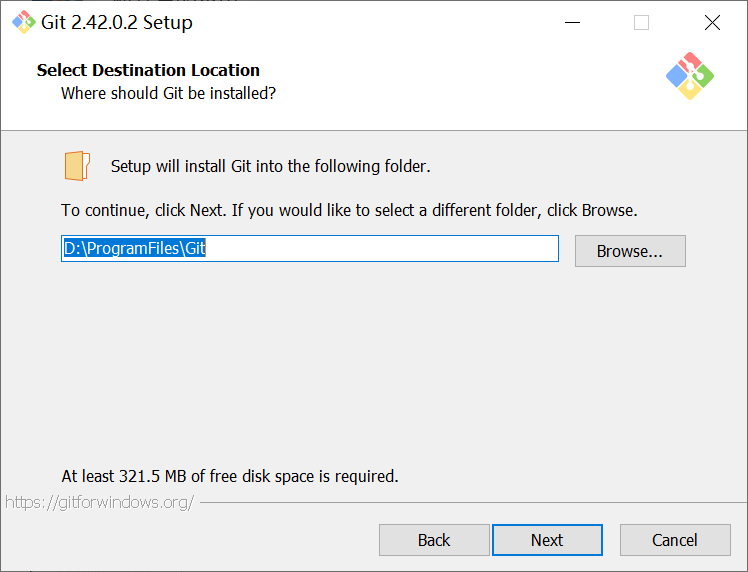 Git 2.42.0.2 Setup
Select Destination Location
Where should Git be installed?
Setup will install Git into the following folder.
To continue, click Next. If you would like to select a different folder, click Browse.
D:\ProgramFiles\Git
Browse...
At least 321.5 MB of free disk space is required.
https://gitforwindows.org/
Back
Next
Cancel